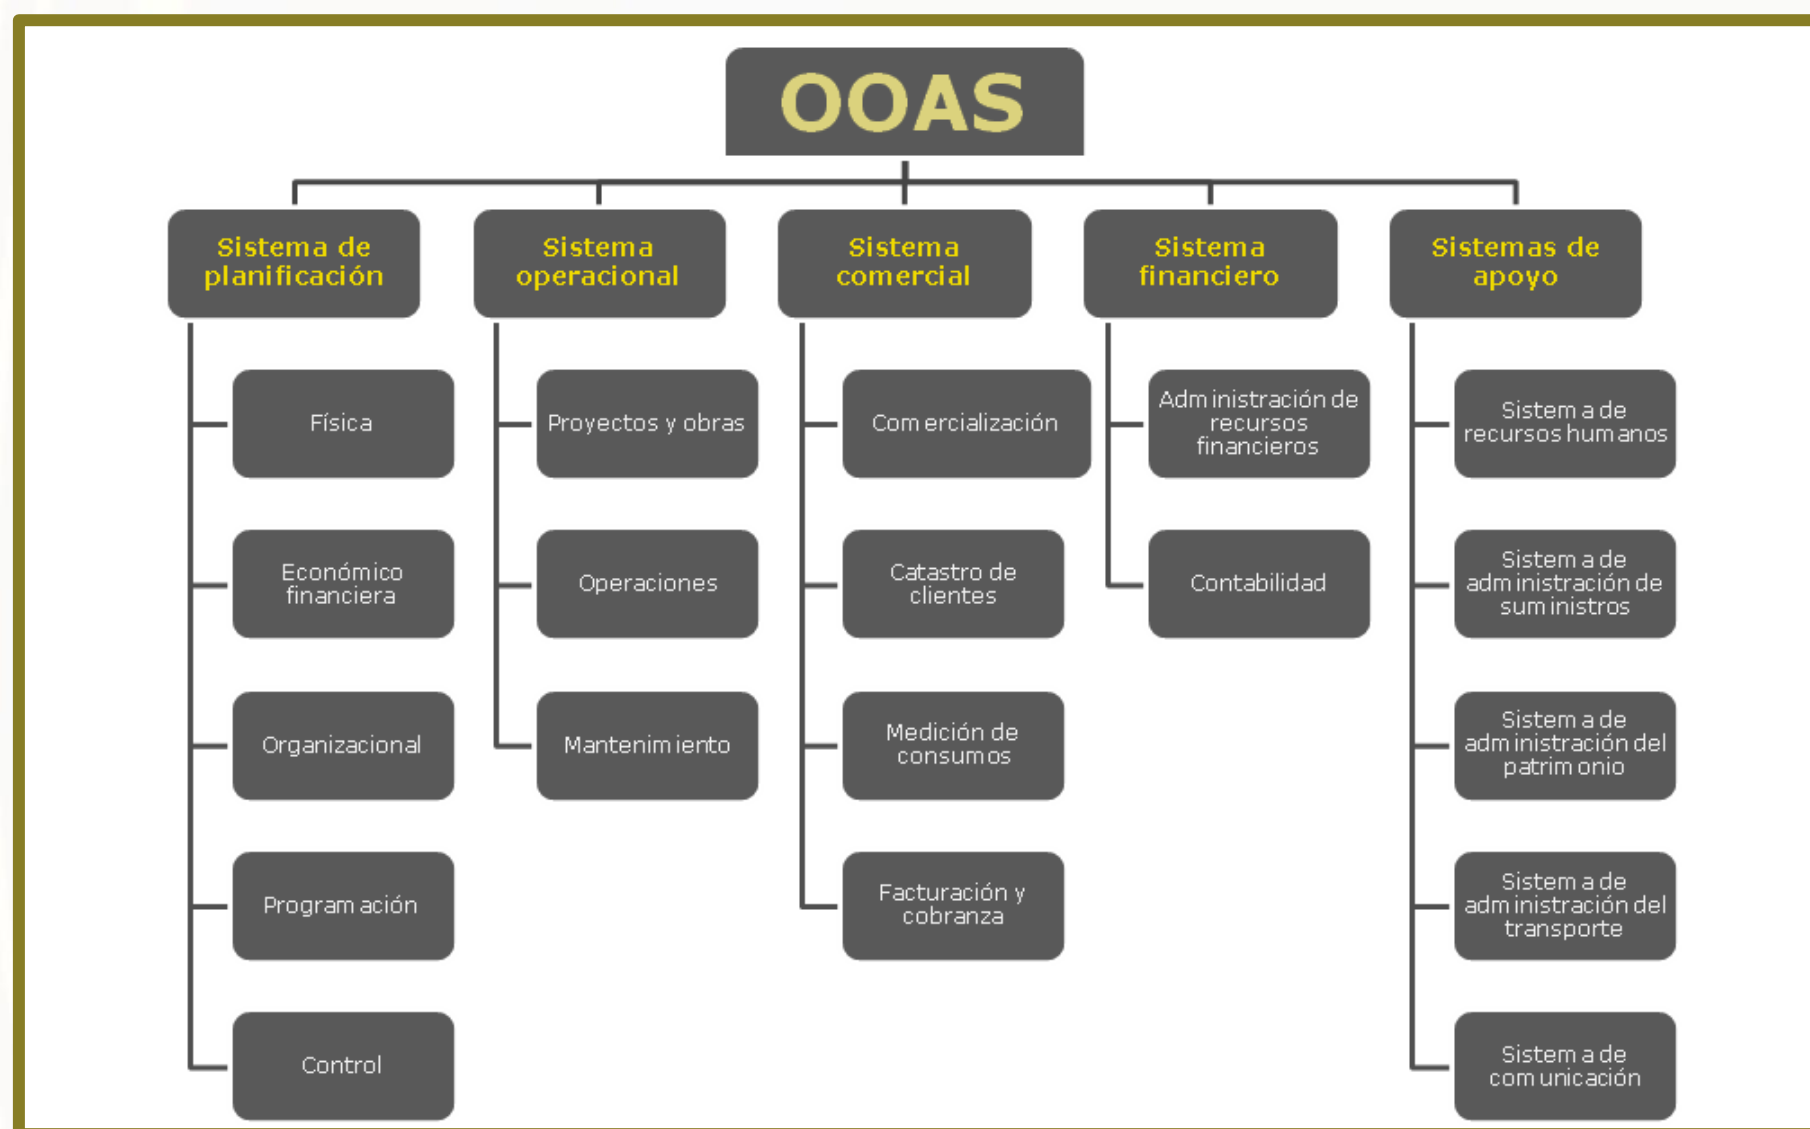 OOAS
Sistema de
planificación
Física
Económico
financiera
Organizacional
Programación
Control
Sistema
operacional
Proyectos y obras
Operaciones
Mantenimiento
Sistema
comercial
Comercialización
Catastro de
clientes
Medición de
consumos
Facturación y
cobranza
Sistema
financiero
Administración de
recursos
financieros
Contabilidad
Sistemas de
apoyo
Sistema de
recursos humanos
Sistema de
administración de
suministros
Sistema de
administración del
patrimonio
Sistema de
administración del
transporte
Sistema de
comunicación